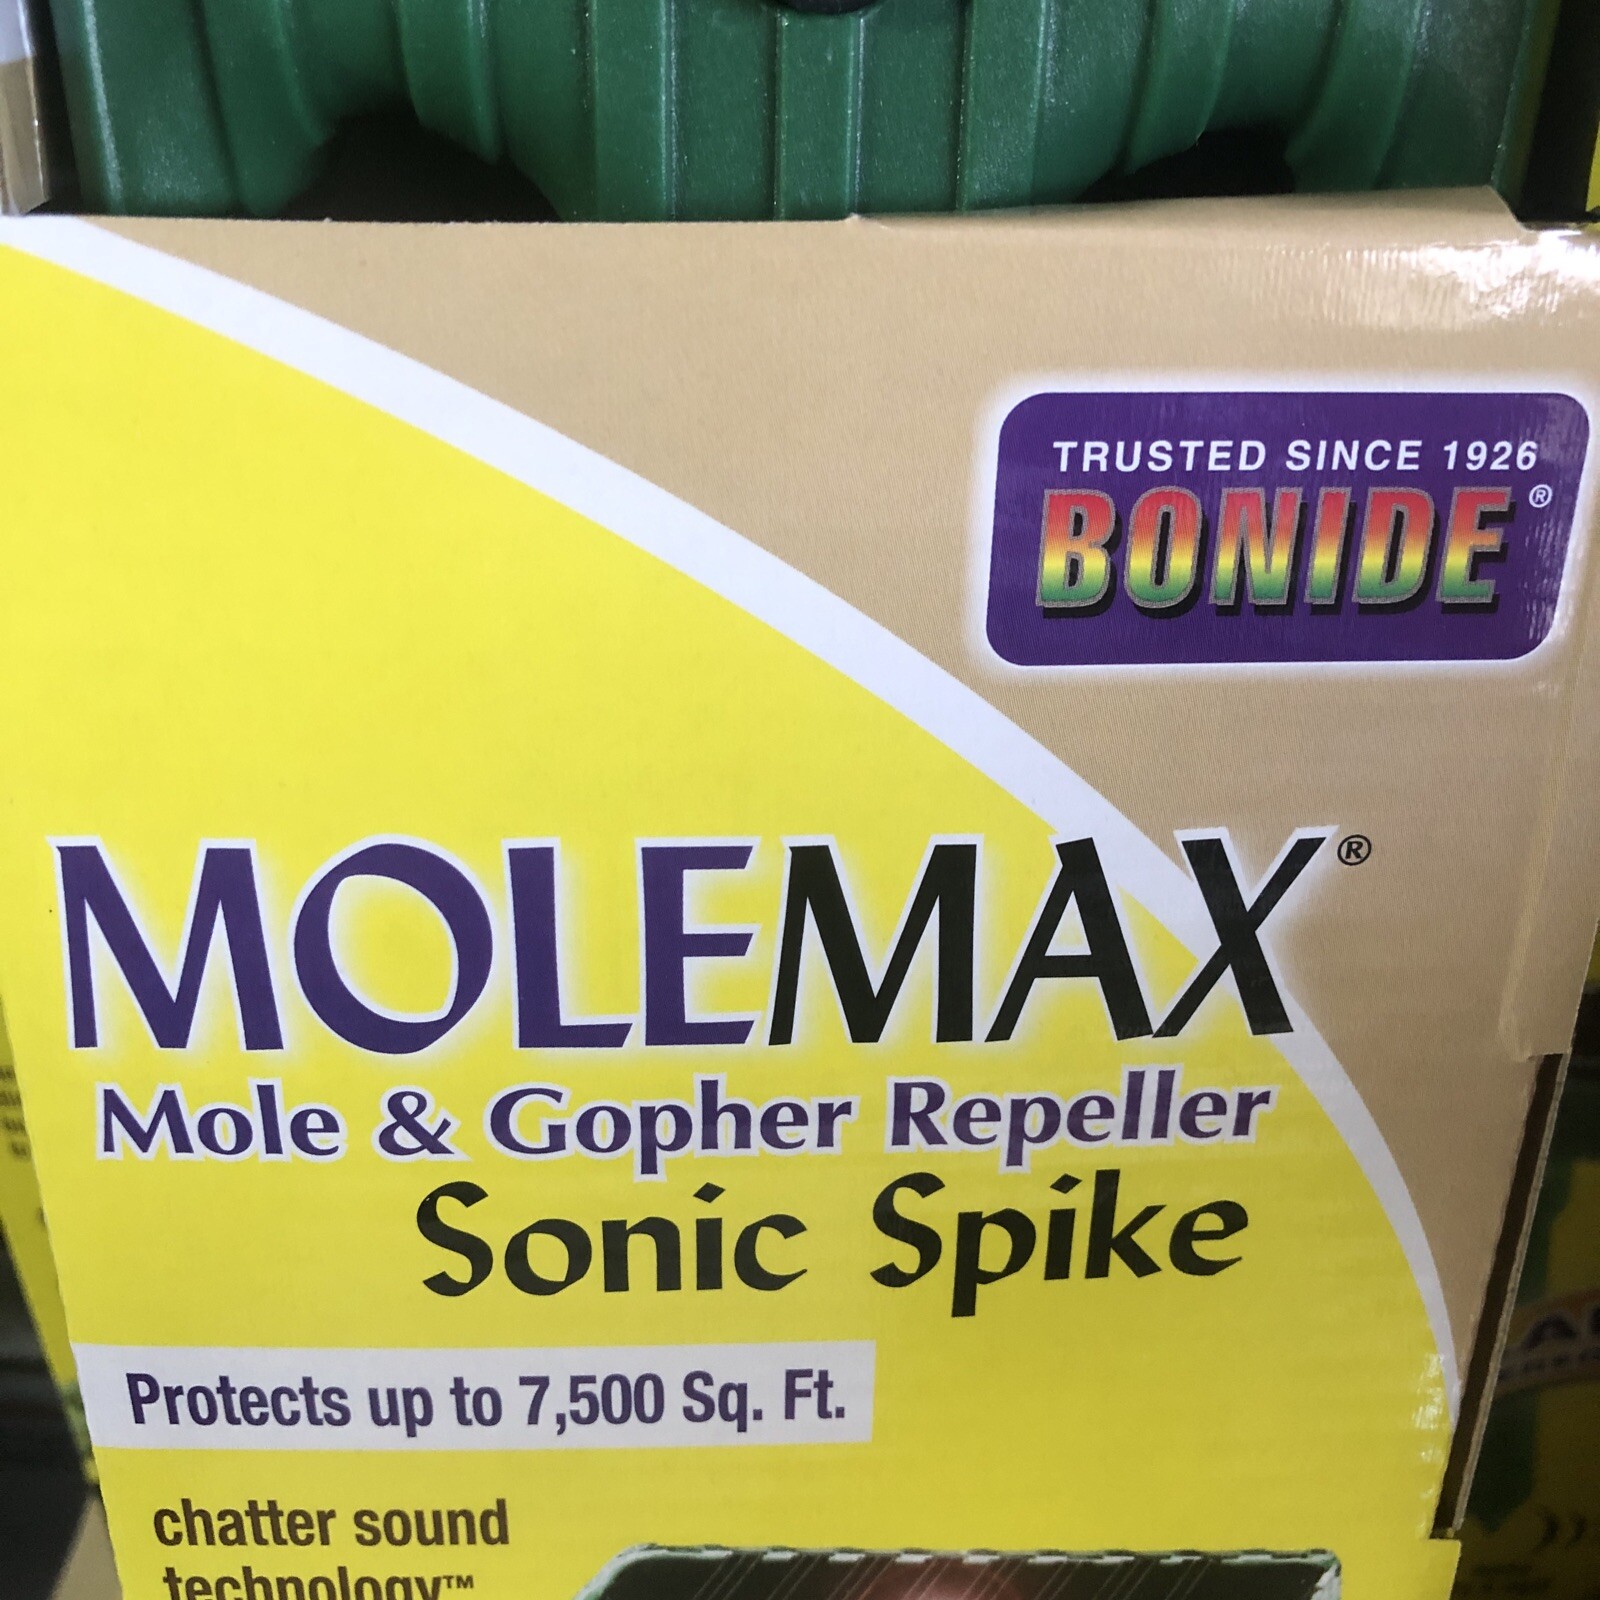 TRUSTED SINCE 1926
BONIDE®
MOLEMAX®
Mole & Gopher Repeller
Sonic Spike
Protects up to 7,500 Sq. Ft.
chatter sound
technology™